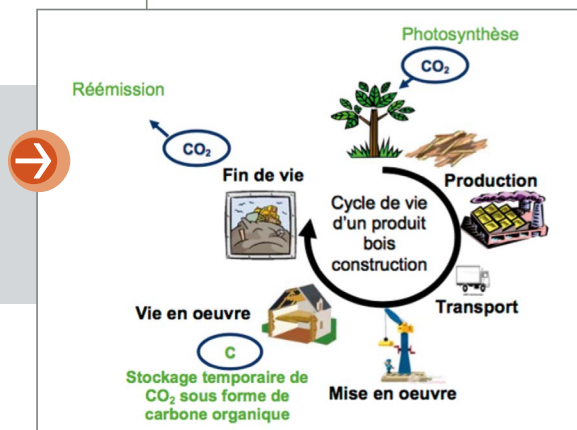 Photosynthèse
CO₂
Réémission
CO₂
Fin de vie
Production
Cycle de vie
d'un produit
bois
construction
Transport
Vie en oeuvre
C
Stockage temporaire de
CO₂ sous forme de
carbone organique
Mise en oeuvre